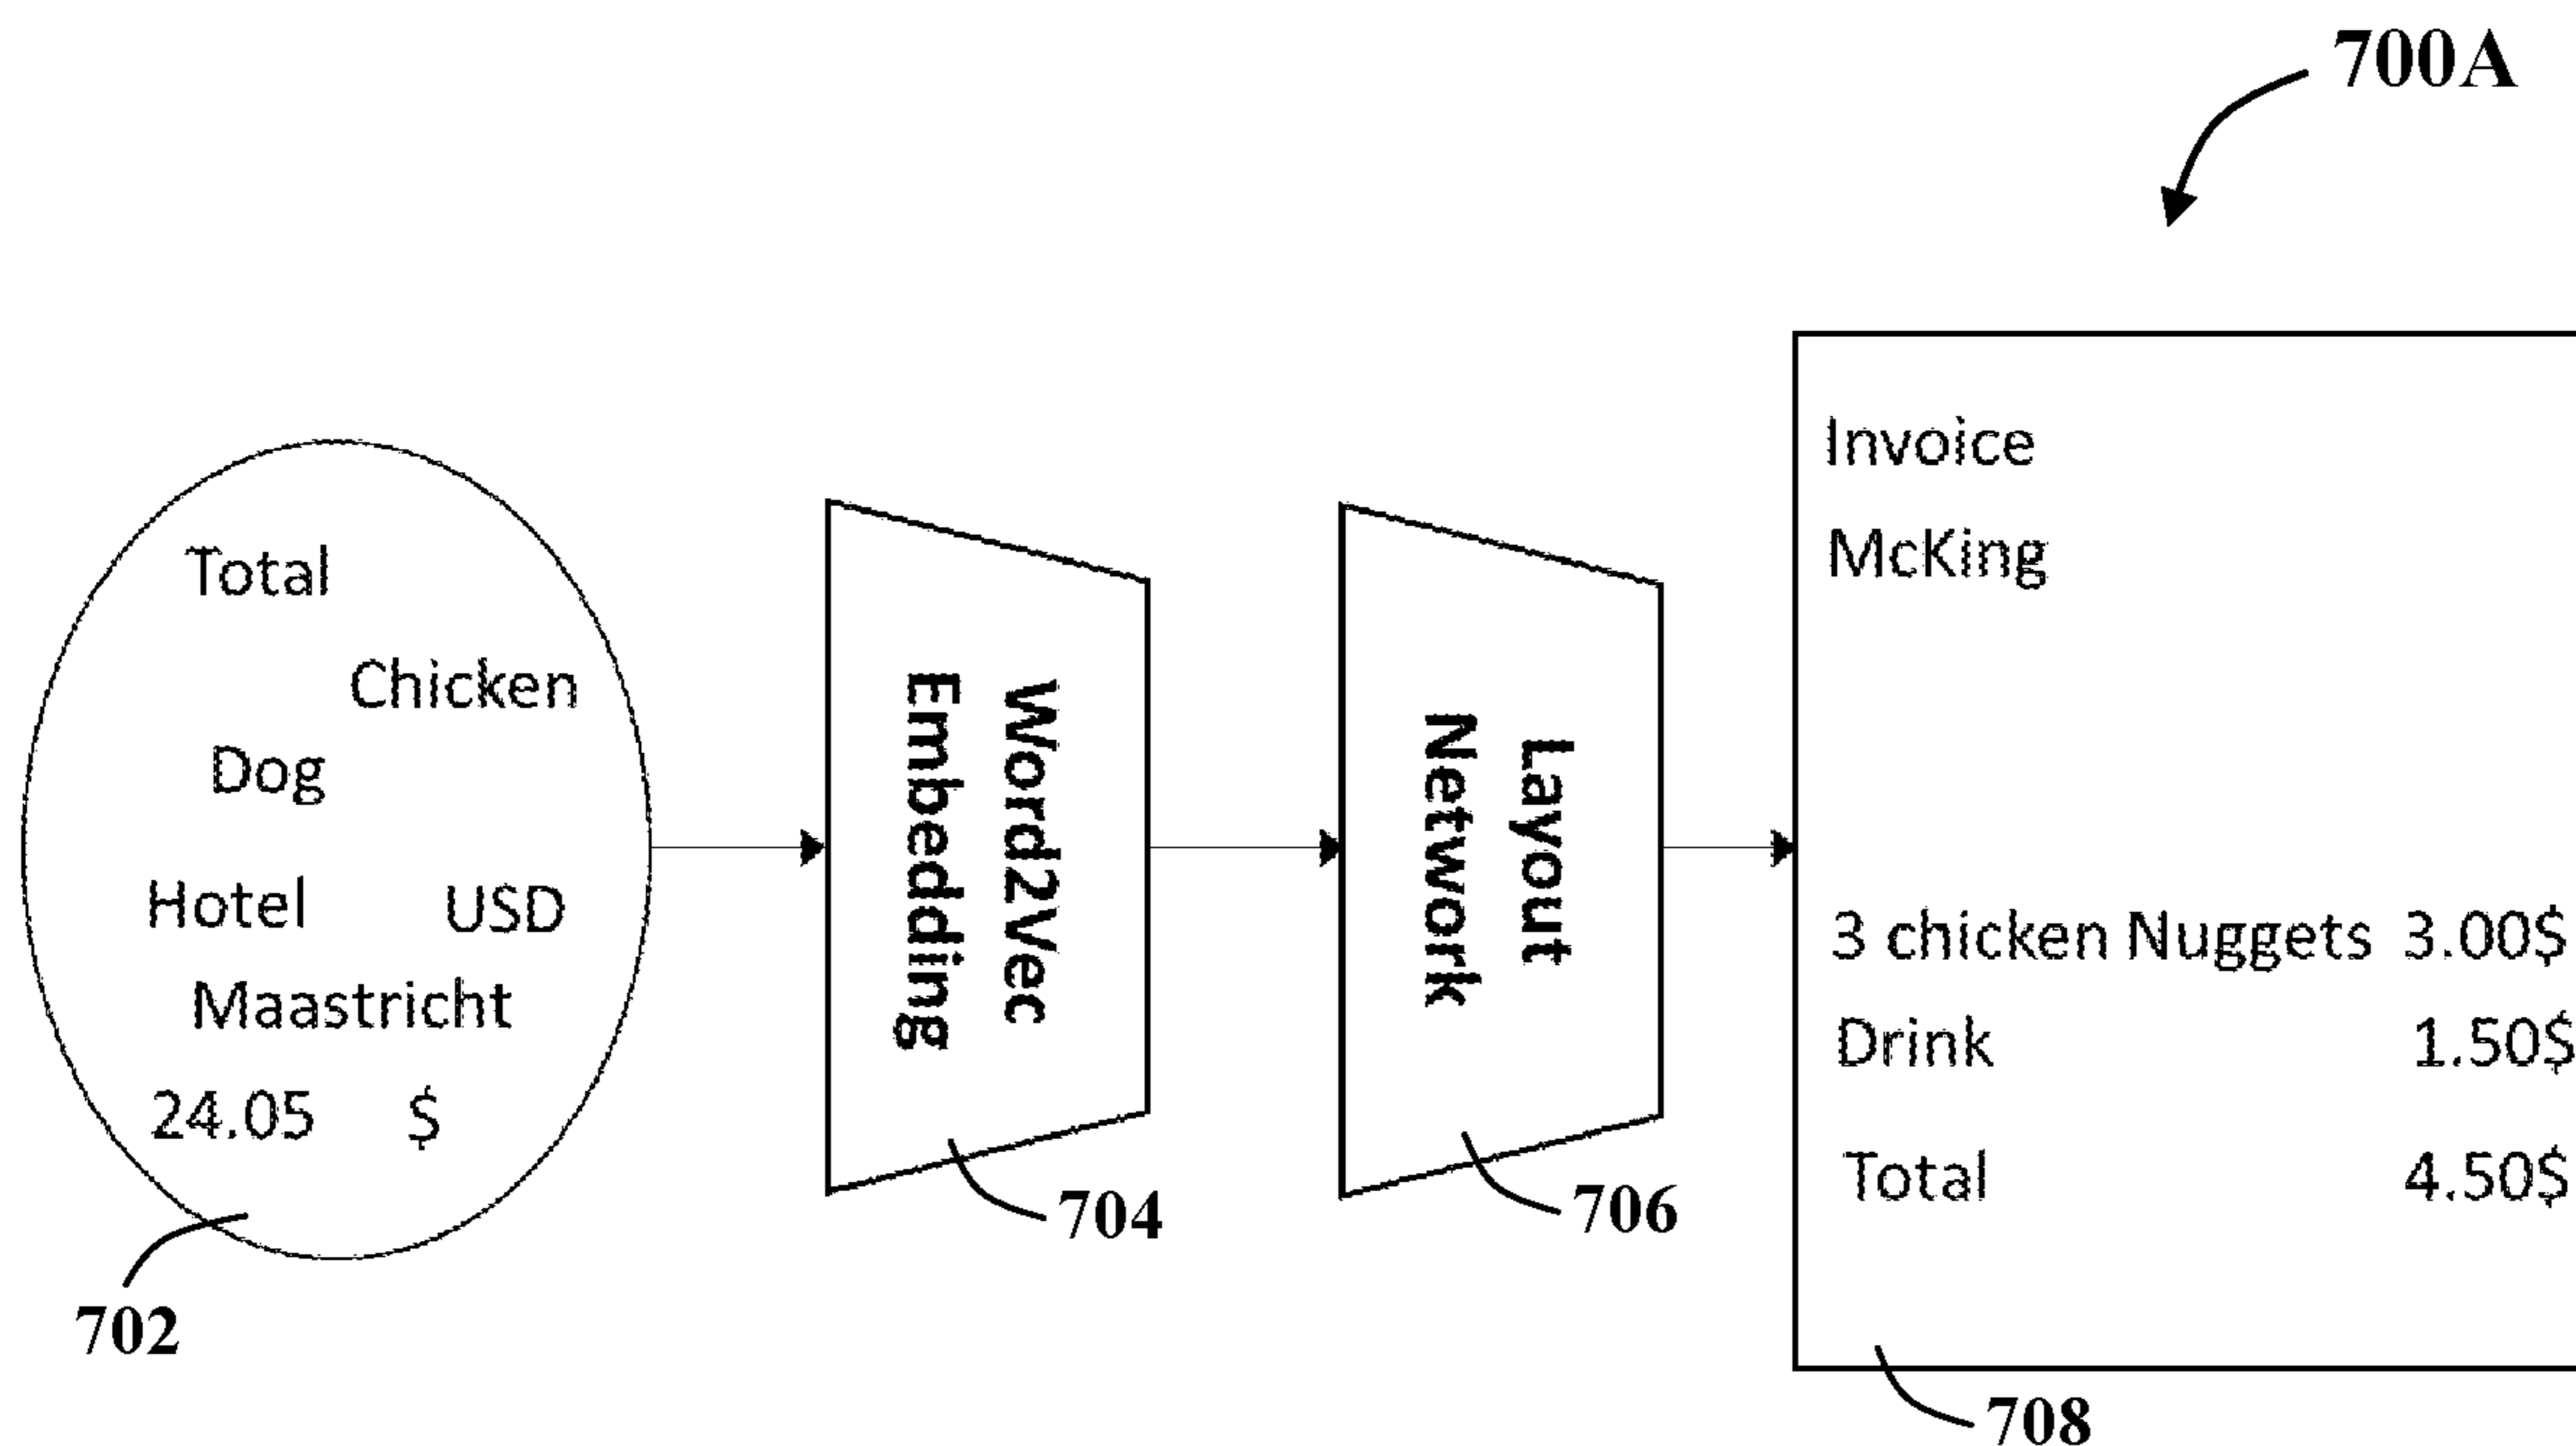 700A
Total
Chicken
Dog
Hotel USD
Maastricht
24.05 $
702
Word2Vec
Embedding
704
Layout
Network
706
Invoice
McKing
3 chicken Nuggets 3.00$
Drink 1.50$
Total 4.50$
708